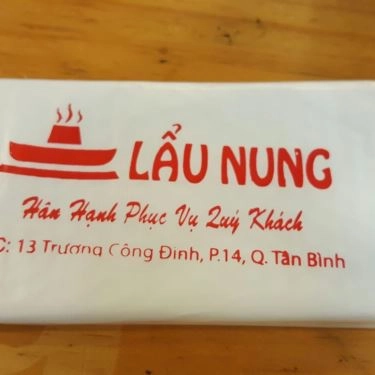 LẨU NUNG
Hân Hạnh Phục Vụ Quý Khách
C: 13 Trương Công Định, P.14, Q. Tân Bình